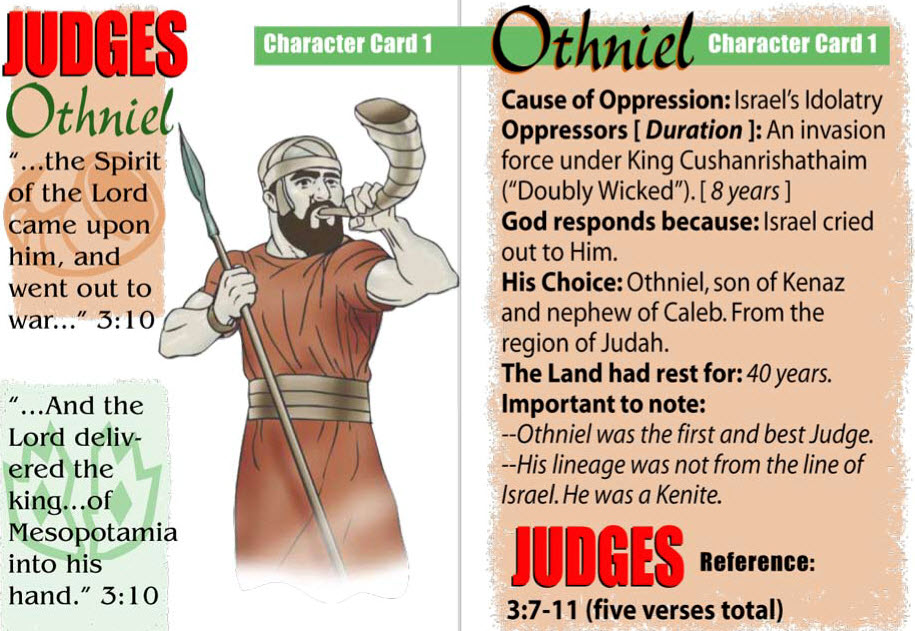 JUDGES
Othniel
“...the Spirit
of the Lord
came upon
him, and
went out to
war...” 3:10
“...And the
Lord deliv-
ered the
king...of
Mesopotamia
into his
hand.” 3:10
Character Card 1
Othniel Character Card 1
Cause of Oppression: Israel’s Idolatry
Oppressors [ Duration ]: An invasion
force under King Cushanrishathaim
(“Doubly Wicked”). [ 8 years ]
God responds because: Israel cried
out to Him.
His Choice: Othniel, son of Kenaz
and nephew of Caleb. From the
region of Judah.
The Land had rest for: 40 years.
Important to note:
--Othniel was the first and best Judge.
--His lineage was not from the line of
Israel. He was a Kenite.
JUDGES Reference:
3:7-11 (five verses total)